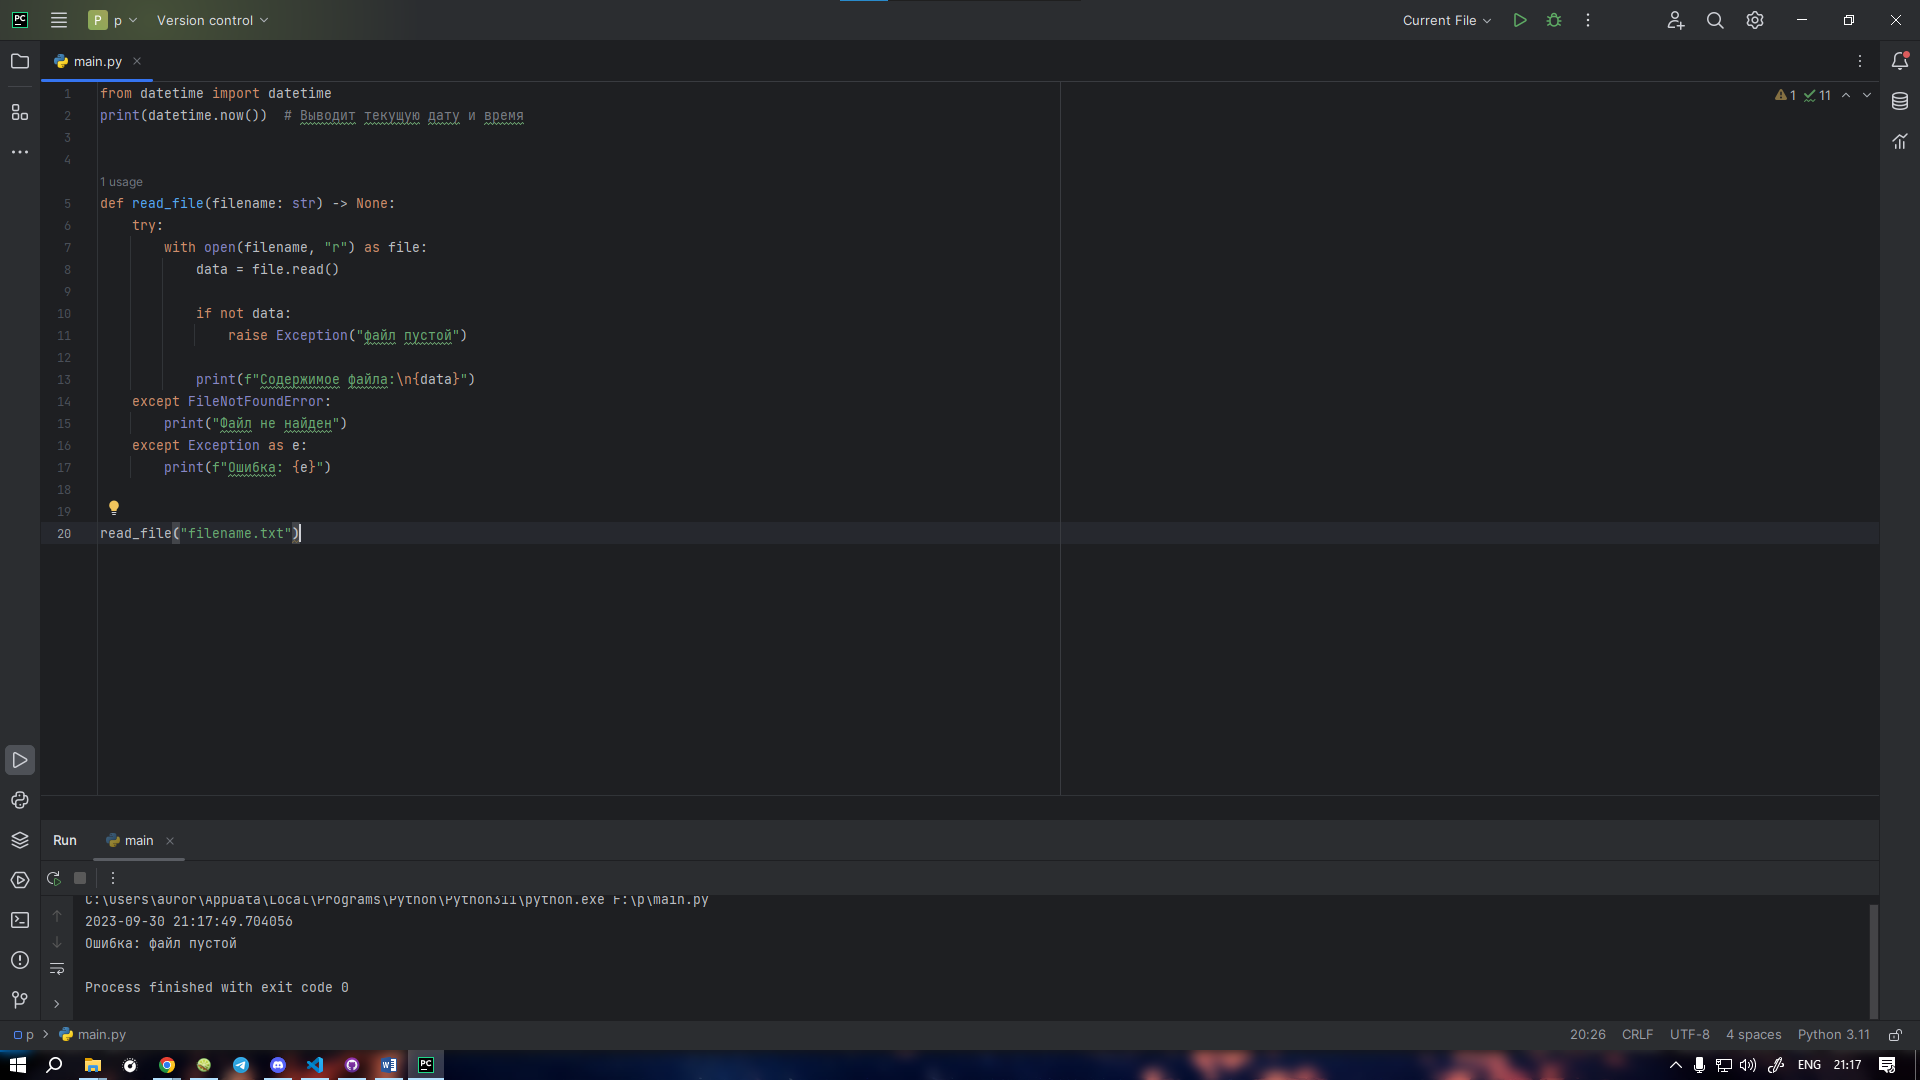 PC P p Version control Current File
main.py
1 from datetime import datetime 1 11
2 print(datetime.now())  # Выводит текущую дату и время
3
4
1 usage
5 def read_file(filename: str) -> None:
6     try:
7         with open(filename, "r") as file:
8             data = file.read()
9
10             if not data:
11                 raise Exception("файл пустой")
12
13             print(f"Содержимое файла:\n{data}")
14     except FileNotFoundError:
15         print("Файл не найден")
16     except Exception as e:
17         print(f"Ошибка: {e}")
18
19
20 read_file("filename.txt")
Run main
C:\Users\auror\AppData\Local\Programs\Python\Python311\python.exe F:\p\main.py
2023-09-30 21:17:49.704056
Ошибка: файл пустой
Process finished with exit code 0
p main.py 20:26 CRLF UTF-8 4 spaces Python 3.11
W PC ENG 21:17